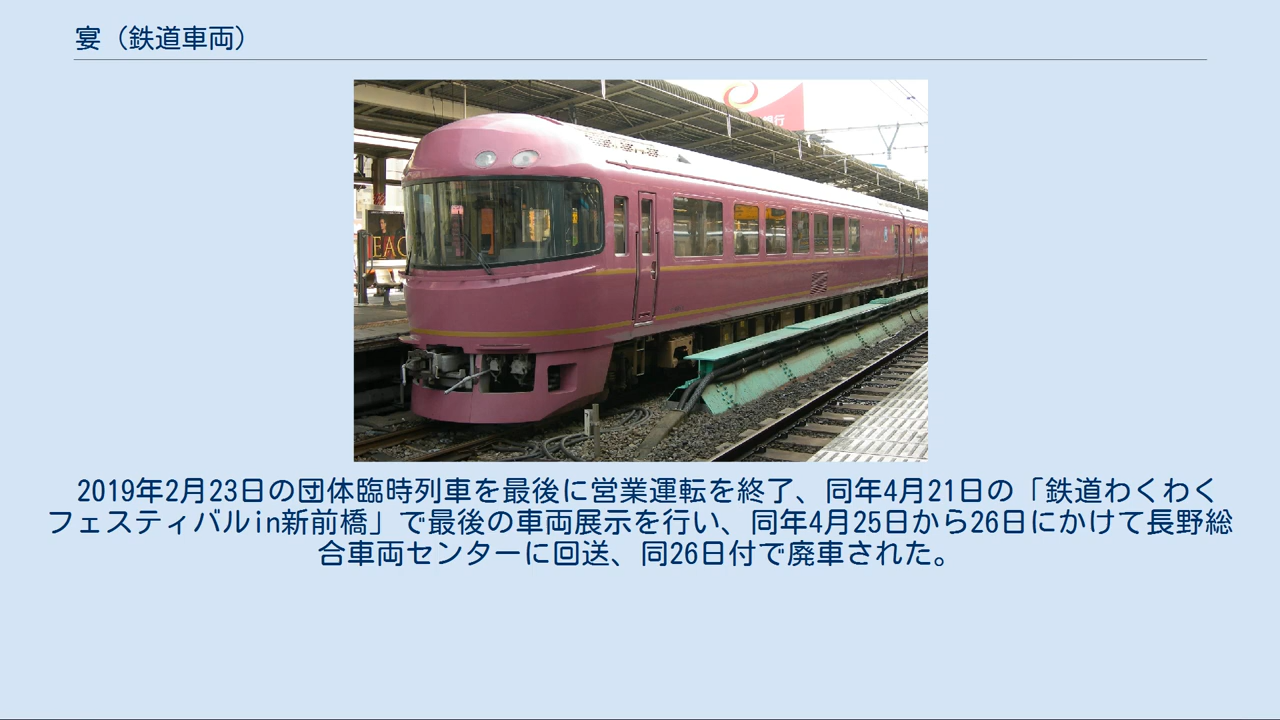 宴（鉄道車両）
行
EAC
2019年2月23日の団体臨時列車を最後に営業運転を終了、同年4月21日の「鉄道わくわく
フェスティバルin新前橋」で最後の車両展示を行い、同年4月25日から26日にかけて長野総
合車両センターに回送、同26日付で廃車された。